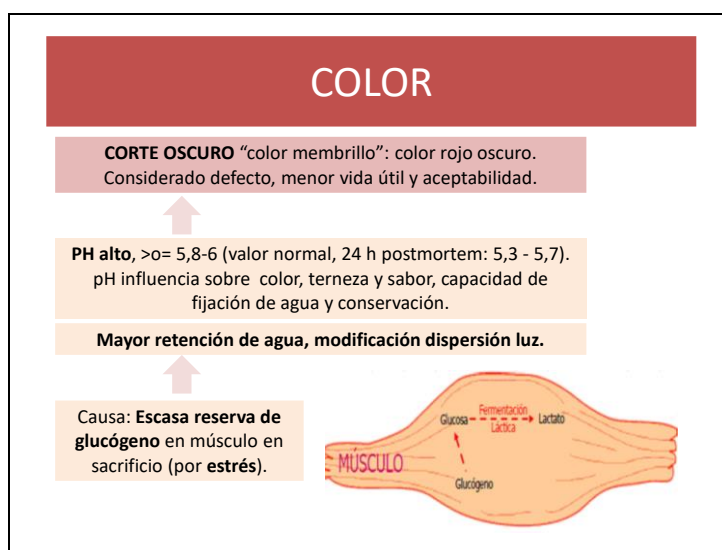 COLOR
CORTE OSCURO “color membrillo”: color rojo oscuro.
Considerado defecto, menor vida útil y aceptabilidad.
PH alto, >o= 5,8-6 (valor normal, 24 h postmortem: 5,3 - 5,7).
pH influencia sobre  color, terneza y sabor, capacidad de
fijación de agua y conservación.
Mayor retención de agua, modificación dispersión luz.
Causa: Escasa reserva de
glucógeno en músculo en
sacrificio (por estrés).
Fermentación
Glucosa
Lactato
Láctica
MÚSCULO
Glucógeno